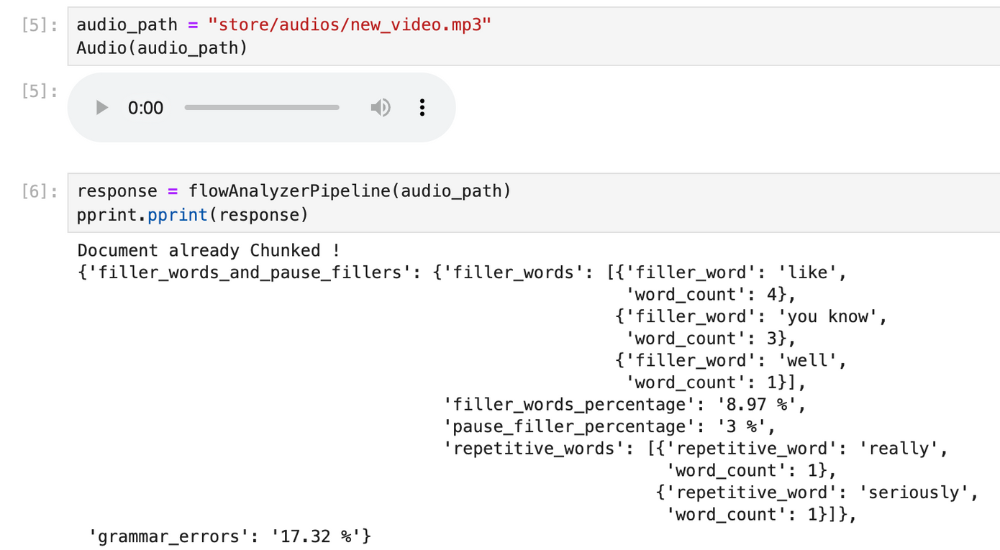 [5]: audio_path = "store/audios/new_video.mp3"
Audio(audio_path)
[5]:
0:00
[6]: response = flowAnalyzerPipeline(audio_path)
pprint.pprint(response)
Document already Chunked !
{'filler_words_and_pause_fillers': {'filler_words': [{'filler_word': 'like',
'word_count': 4},
{'filler_word': 'you know',
'word_count': 3},
{'filler_word': 'well',
'word_count': 1}],
'filler_words_percentage': '8.97 %',
'pause_filler_percentage': '3 %',
'repetitive_words': [{'repetitive_word': 'really',
'word_count': 1},
{'repetitive_word': 'seriously',
'word_count': 1}]},
'grammar_errors': '17.32 %'}